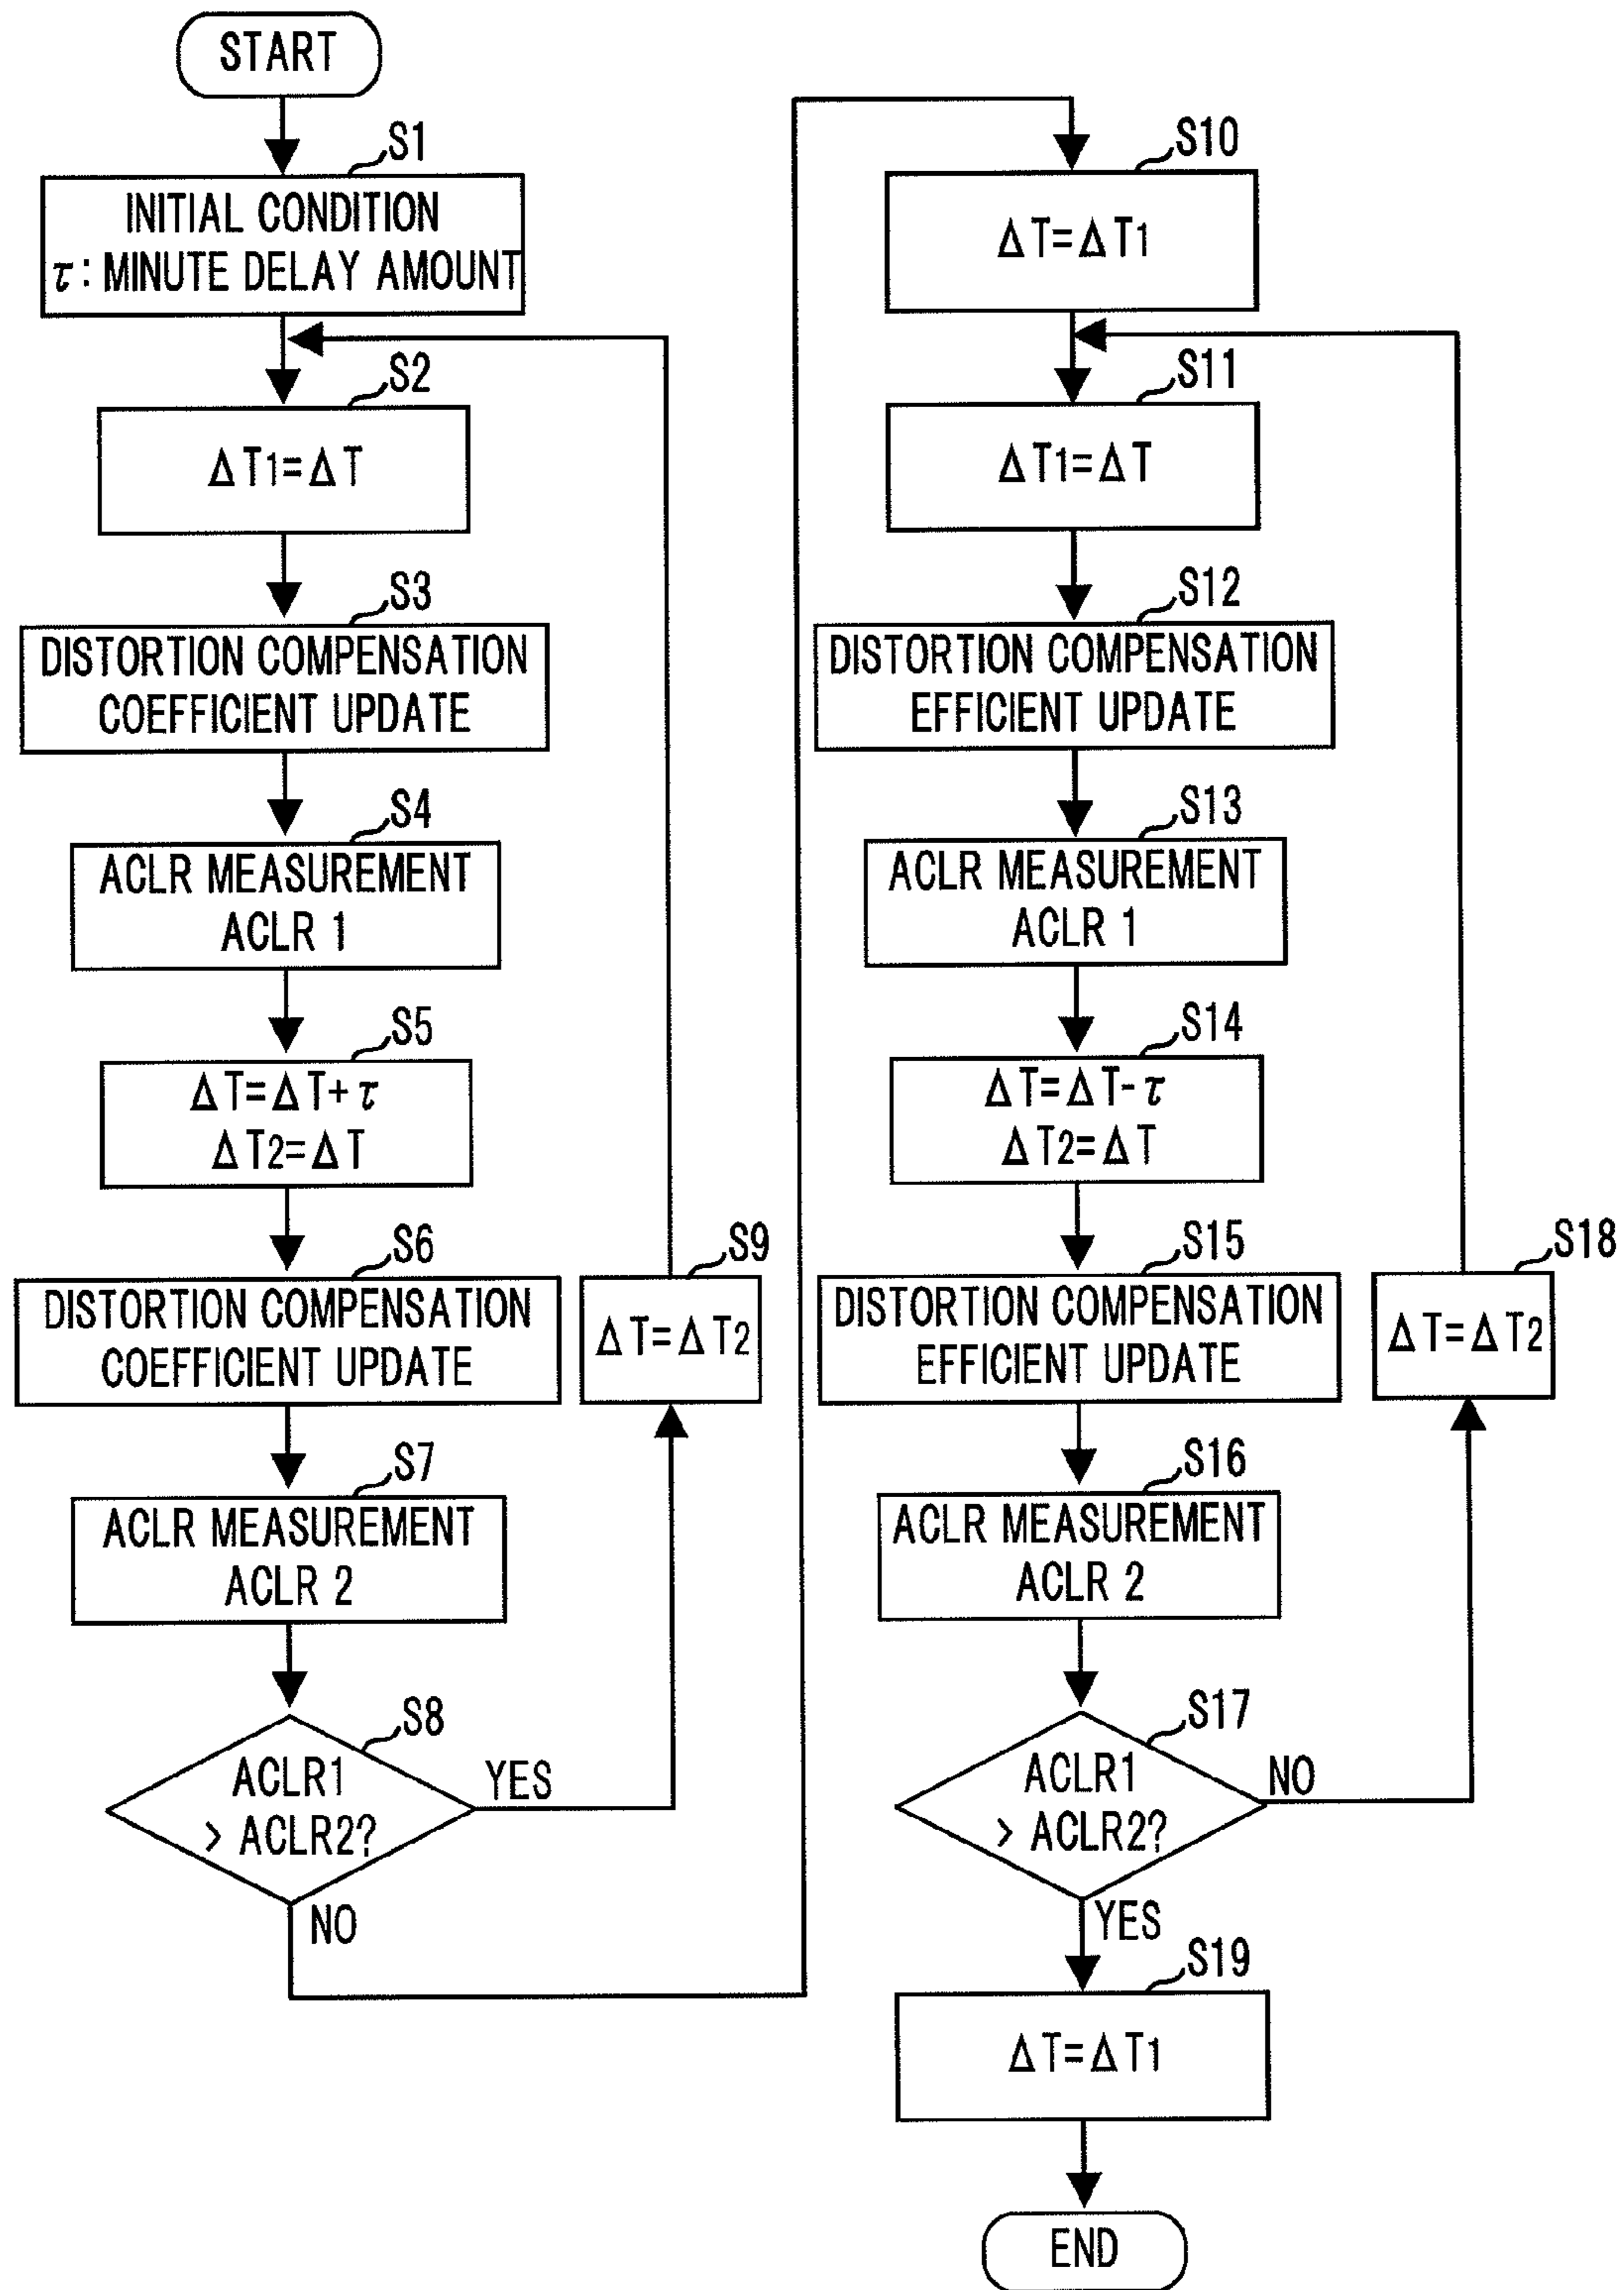 START
S1
INITIAL CONDITION
τ: MINUTE DELAY AMOUNT
S2
ΔT1=ΔT
S3
DISTORTION COMPENSATION
COEFFICIENT UPDATE
S4
ACLR MEASUREMENT
ACLR 1
S5
ΔT=ΔT+τ
ΔT2=ΔT
S6
DISTORTION COMPENSATION
COEFFICIENT UPDATE
S9
ΔT=ΔT2
S7
ACLR MEASUREMENT
ACLR 2
S8
ACLR1
> ACLR2?
YES
NO
S10
ΔT=ΔT1
S11
ΔT1=ΔT
S12
DISTORTION COMPENSATION
EFFICIENT UPDATE
S13
ACLR MEASUREMENT
ACLR 1
S14
ΔT=ΔT-τ
ΔT2=ΔT
S15
DISTORTION COMPENSATION
EFFICIENT UPDATE
S18
ΔT=ΔT2
S16
ACLR MEASUREMENT
ACLR 2
S17
ACLR1
> ACLR2?
NO
YES
S19
ΔT=ΔT1
END